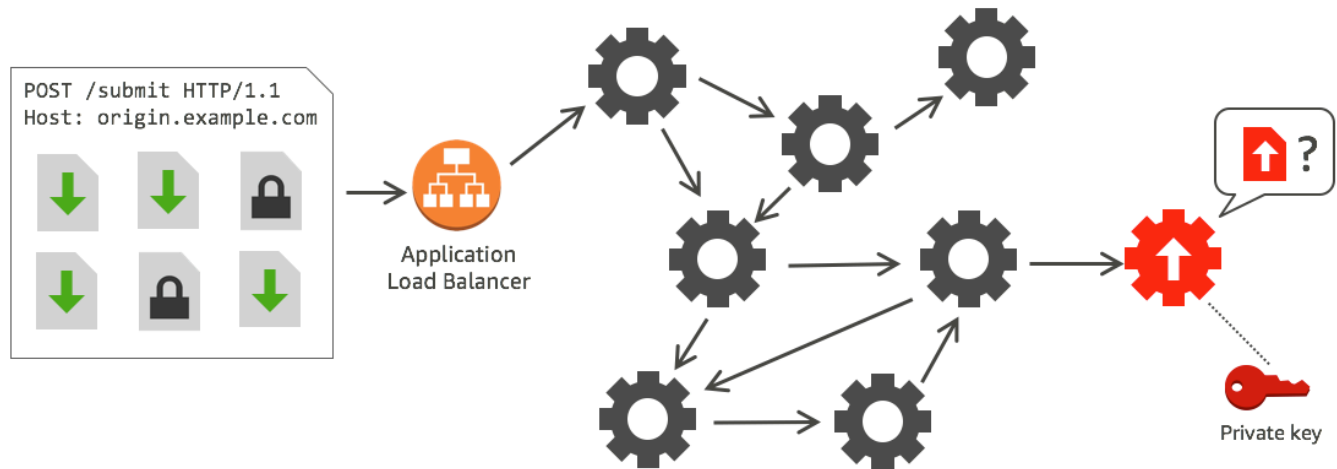 POST /submit HTTP/1.1
Host: origin.example.com
Application
Load Balancer
?
Private key